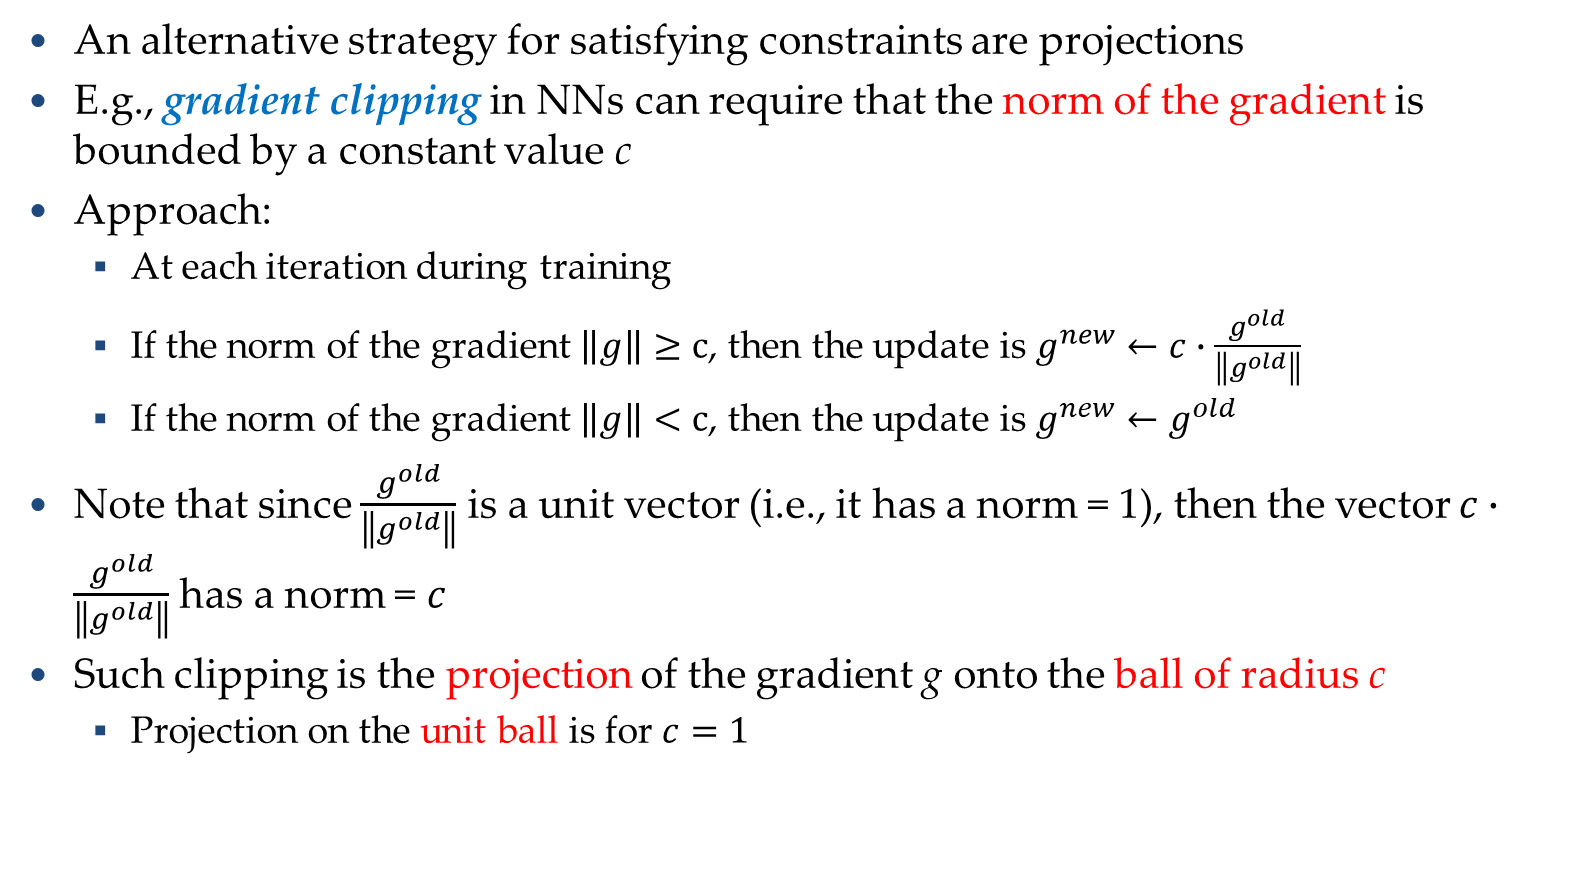 • An alternative strategy for satisfying constraints are projections
• E.g., gradient clipping in NNs can require that the norm of the gradient is
bounded by a constant value c
• Approach:
▪ At each iteration during training
▪ If the norm of the gradient ‖g‖ ≥ c, then the update is g^{new} ← c · \frac{g^{old}}{‖g^{old}‖}
▪ If the norm of the gradient ‖g‖ < c, then the update is g^{new} ← g^{old}
• Note that since \frac{g^{old}}{‖g^{old}‖} is a unit vector (i.e., it has a norm = 1), then the vector c ·
\frac{g^{old}}{‖g^{old}‖} has a norm = c
• Such clipping is the projection of the gradient g onto the ball of radius c
▪ Projection on the unit ball is for c = 1